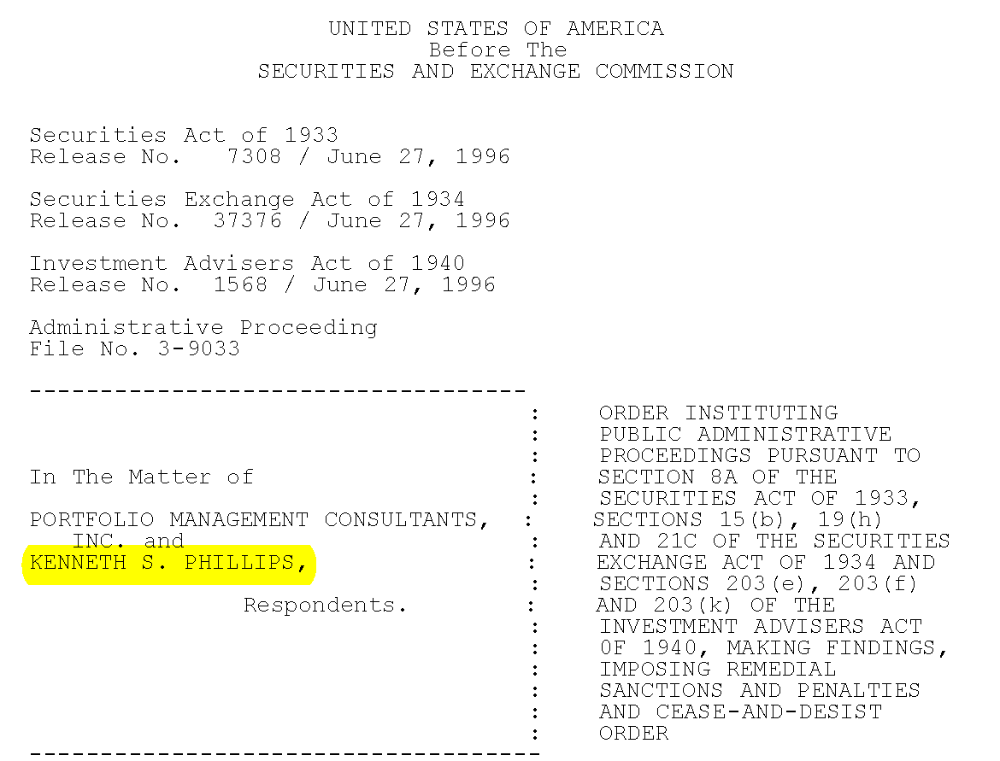 UNITED STATES OF AMERICA
Before The
SECURITIES AND EXCHANGE COMMISSION
Securities Act of 1933
Release No.   7308 / June 27, 1996
Securities Exchange Act of 1934
Release No.  37376 / June 27, 1996
Investment Advisers Act of 1940
Release No.  1568 / June 27, 1996
Administrative Proceeding
File No. 3-9033
-----------------------------------
: ORDER INSTITUTING
: PUBLIC ADMINISTRATIVE
: PROCEEDINGS PURSUANT TO
In The Matter of : SECTION 8A OF THE
: SECURITIES ACT OF 1933,
PORTFOLIO MANAGEMENT CONSULTANTS, : SECTIONS 15(b), 19(h)
INC. and : AND 21C OF THE SECURITIES
KENNETH S. PHILLIPS, : EXCHANGE ACT OF 1934 AND
: SECTIONS 203(e), 203(f)
Respondents. : AND 203(k) OF THE
: INVESTMENT ADVISERS ACT
: 0F 1940, MAKING FINDINGS,
: IMPOSING REMEDIAL
: SANCTIONS AND PENALTIES
: AND CEASE-AND-DESIST
: ORDER
------------------------------------